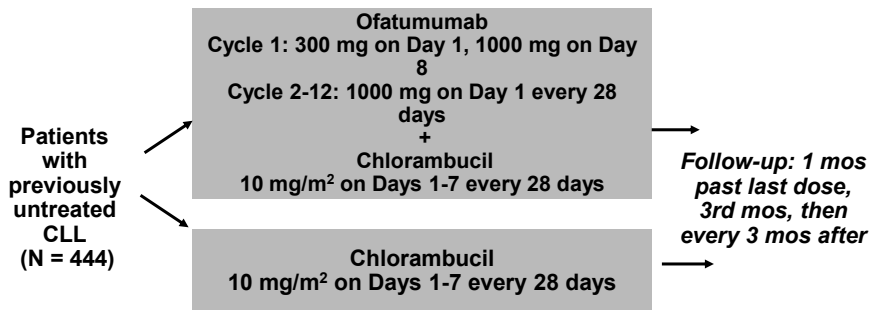 Patients
with
previously
untreated
CLL
(N = 444)
Ofatumumab
Cycle 1: 300 mg on Day 1, 1000 mg on Day
8
Cycle 2-12: 1000 mg on Day 1 every 28
days
+
Chlorambucil
10 mg/m² on Days 1-7 every 28 days
Chlorambucil
10 mg/m² on Days 1-7 every 28 days
Follow-up: 1 mos
past last dose,
3rd mos, then
every 3 mos after